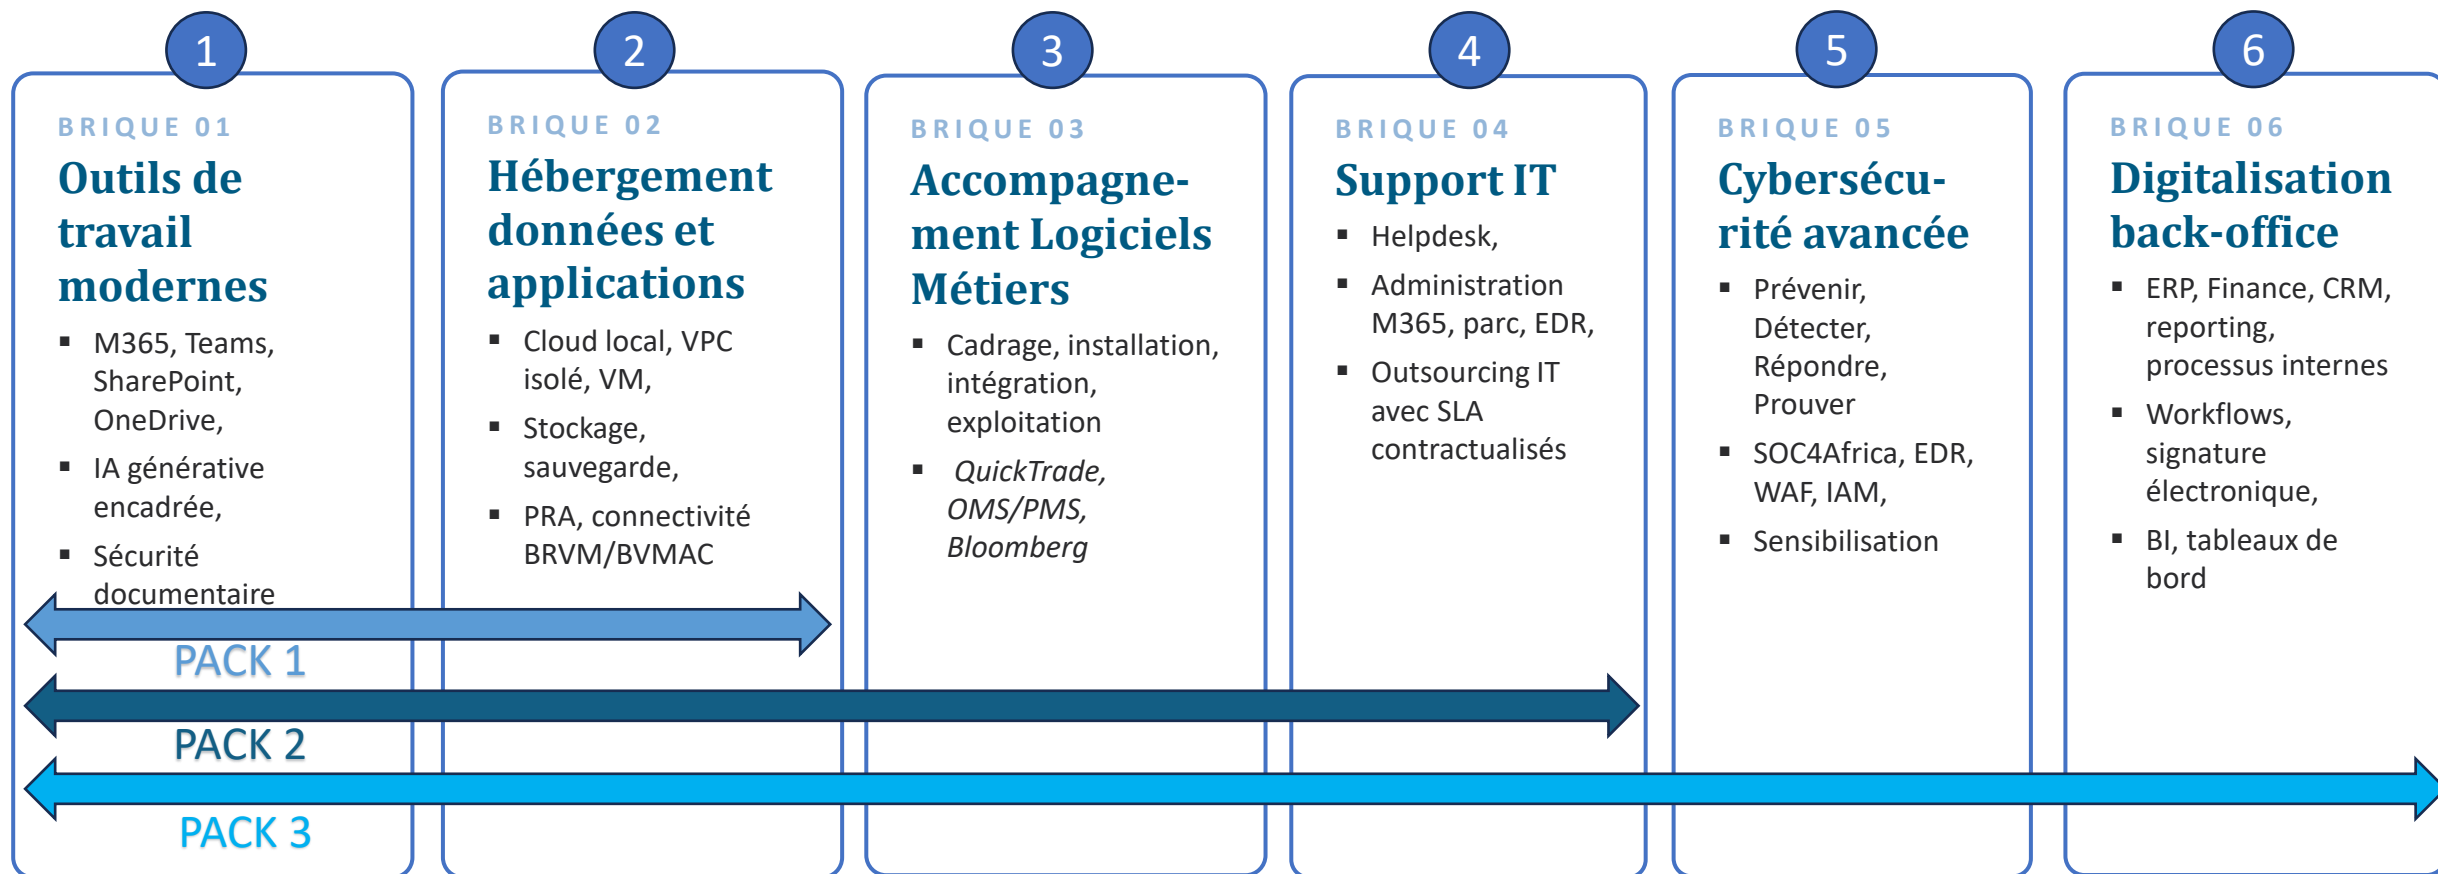 1
BRIQUE 01
Outils de
travail
modernes
▪ M365, Teams,
SharePoint,
OneDrive,
▪ IA générative
encadrée,
▪ Sécurité
documentaire
2
BRIQUE 02
Hébergement
données et
applications
▪ Cloud local, VPC
isolé, VM,
▪ Stockage,
sauvegarde,
▪ PRA, connectivité
BRVM/BVMAC
3
BRIQUE 03
Accompagne-
ment Logiciels
Métiers
▪ Cadrage, installation,
intégration,
exploitation
▪ QuickTrade,
OMS/PMS,
Bloomberg
4
BRIQUE 04
Support IT
▪ Helpdesk,
▪ Administration
M365, parc, EDR,
▪ Outsourcing IT
avec SLA
contractualisés
5
BRIQUE 05
Cybersécu-
rité avancée
▪ Prévenir,
Détecter,
Répondre,
Prouver
▪ SOC4Africa, EDR,
WAF, IAM,
▪ Sensibilisation
6
BRIQUE 06
Digitalisation
back-office
▪ ERP, Finance, CRM,
reporting,
processus internes
▪ Workflows,
signature
électronique,
▪ BI, tableaux de
bord
PACK 1
PACK 2
PACK 3